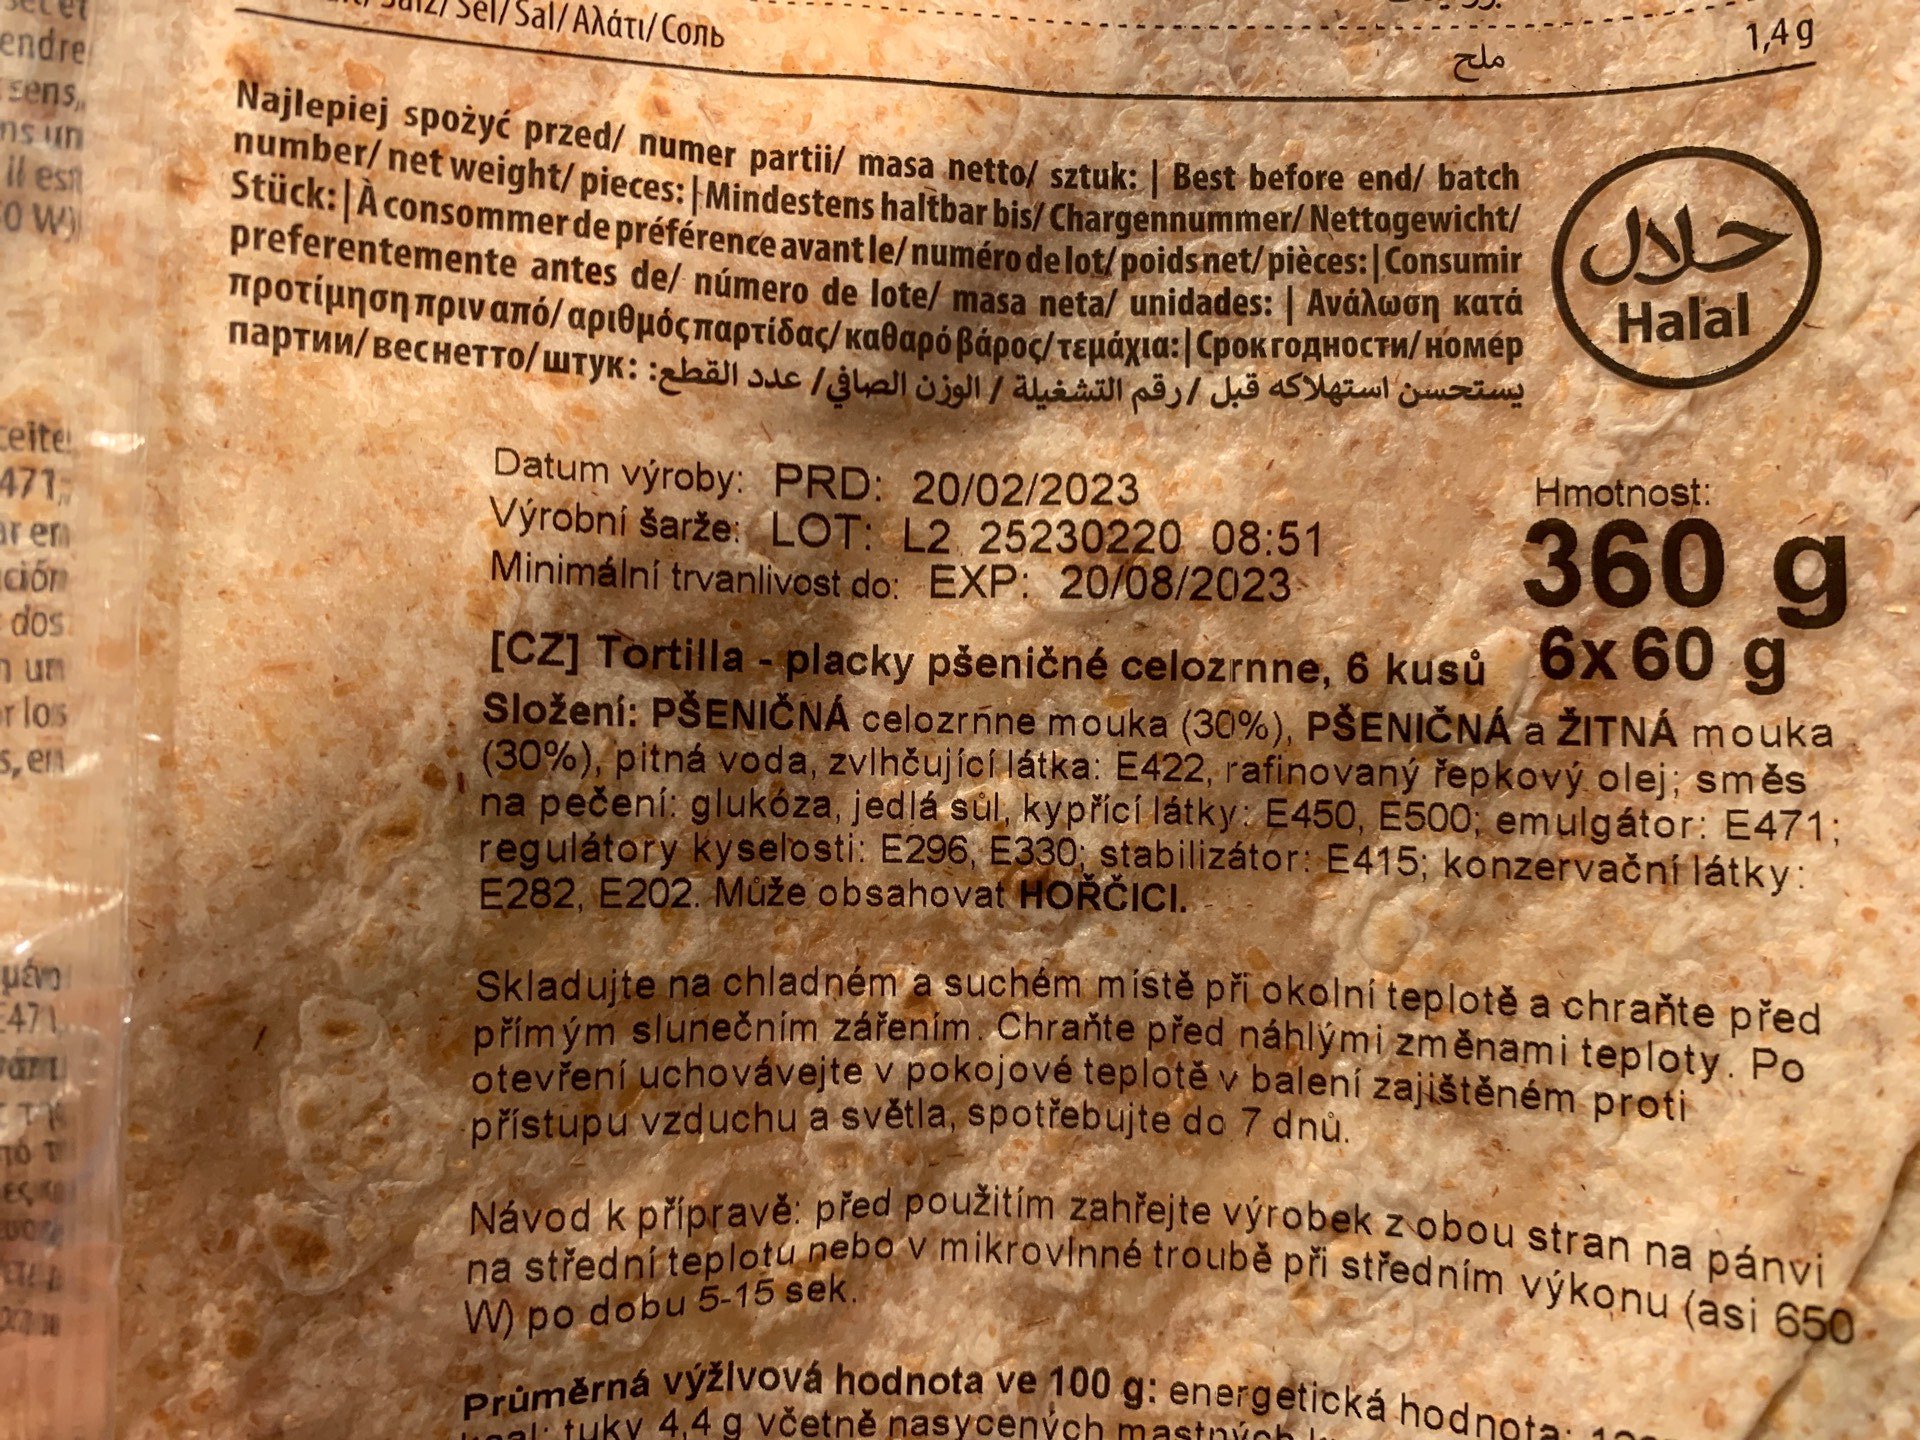 Sel/Sal/Αλάτι/Соль
ملح
1,4 g
Najlepiej spożyć przed/ numer partii/ masa netto/ sztuk: | Best before end/ batch
number/ net weight/ pieces: | Mindestens haltbar bis/ Chargennummer/ Nettogewicht/
Stück: | À consommer de préférence avant le/ numéro de lot/ poids net/ pièces: | Consumir
preferentemente antes de/ número de lote/ masa neta/ unidades: | Ανάλωση κατά
προτίμηση πριν από/ αριθμός παρτίδας/ καθαρό βάρος/ τεμάχια: | Срок годности/ номер
партии/ вес нетто/ штук:
يستحسن استهلاكه قبل / رقم التشغيلة / الوزن الصافي/ عدد القطع:
حلال
Halal
Datum výroby: PRD: 20/02/2023
Výrobní šarže: LOT: L2 25230220 08:51
Minimální trvanlivost do: EXP: 20/08/2023
Hmotnost:
360 g
6x 60 g
[CZ] Tortilla - placky pšeničné celozrnne, 6 kusů
Složení: PŠENIČNÁ celozrnne mouka (30%), PŠENIČNÁ a ŽITNÁ mouka
(30%), pitná voda, zvlhčující látka: E422, rafinovaný řepkový olej; směs
na pečení: glukóza, jedlá sůl, kypřící látky: E450, E500; emulgátor: E471;
regulátory kyselosti: E296, E330; stabilizátor: E415; konzervační látky:
E282, E202. Může obsahovat HOŘČICI.
Skladujte na chladném a suchém místě při okolní teplotě a chraňte před
přímým slunečním zářením. Chraňte před náhlými změnami teploty. Po
otevření uchovávejte v pokojové teplotě v balení zajištěném proti
přístupu vzduchu a světla, spotřebujte do 7 dnů.
Návod k přípravě: před použitím zahřejte výrobek z obou stran na pánvi
na střední teplotu nebo v mikrovlnné troubě při středním výkonu (asi 650
W) po dobu 5-15 sek.
Průměrná výžlvová hodnota ve 100 g: energetická hodnota:
tuky 4,4 g včetně nasycených mastných